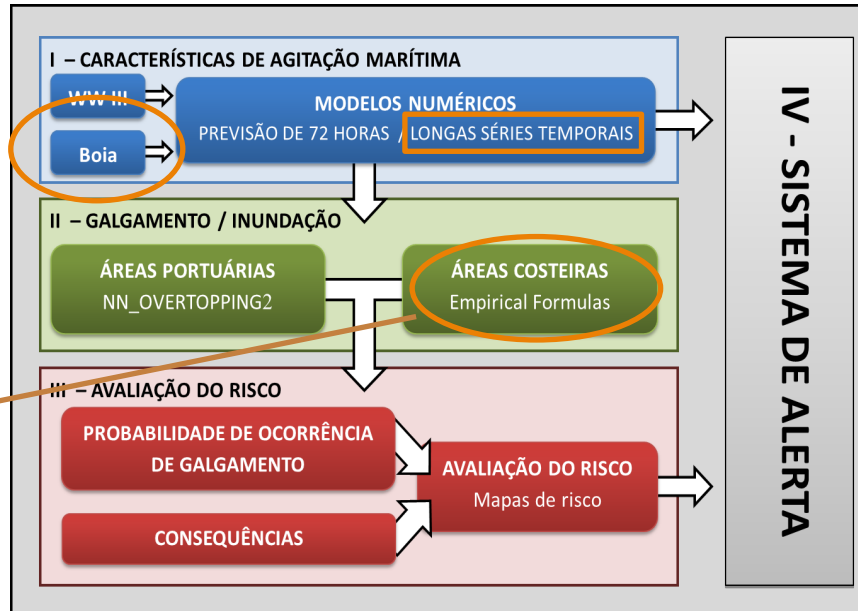 I – CARACTERÍSTICAS DE AGITAÇÃO MARÍTIMA
WW-III
Boia
MODELOS NUMÉRICOS
PREVISÃO DE 72 HORAS / LONGAS SÉRIES TEMPORAIS
II – GALGAMENTO / INUNDAÇÃO
ÁREAS PORTUÁRIAS
NN_OVERTOPPING2
ÁREAS COSTEIRAS
Empirical Formulas
III – AVALIAÇÃO DO RISCO
PROBABILIDADE DE OCORRÊNCIA
DE GALGAMENTO
CONSEQUÊNCIAS
AVALIAÇÃO DO RISCO
Mapas de risco
IV - SISTEMA DE ALERTA